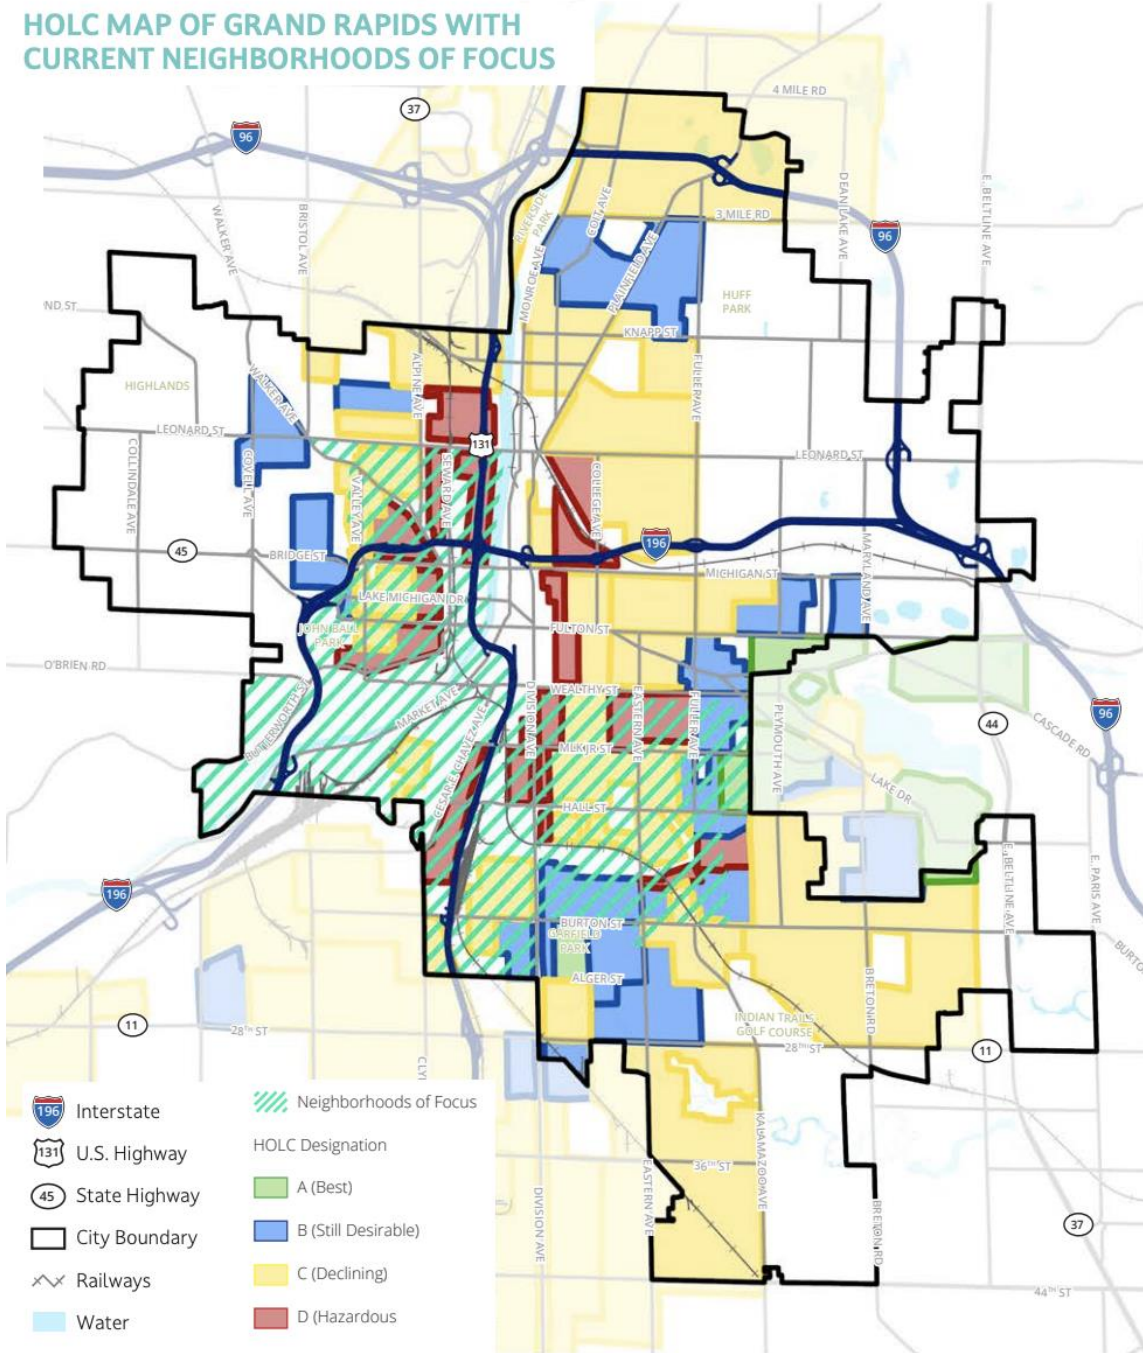 HOLC MAP OF GRAND RAPIDS WITH
CURRENT NEIGHBORHOODS OF FOCUS
37
4 MILE RD
96
WALKER AVE
BRISTOL AVE
RIVERSIDE
PARK
COIT AVE
3 MILE RD
DEAN LAKE AVE
E. BELTLINE AVE
96
MONROE AVE
PLAINFIELD AVE
HUFF
PARK
ND ST
KNAPP ST
HIGHLANDS
WALKER AVE
ALPINE AVE
FULLER AVE
LEONARD ST
131
LEONARD ST
COLLINDALE AVE
COVELL AVE
VALLEY AVE
SEWARD AVE
COLLEGE AVE
45
BRIDGE ST
196
MICHIGAN ST
MARYLAND AVE
LAKE MICHIGAN DR
JOHN BALL
PARK
FULTON ST
O'BRIEN RD
BUTTERWORTH ST
MARKET AVE
CESAR E. CHAVEZ AVE
DIVISION AVE
WEALTHY ST
EASTERN AVE
FULLER AVE
PLYMOUTH AVE
44
CASCADE RD
96
MLK JR ST
LAKE DR
HALL ST
196
E. BELTLINE AVE
E. PARIS AVE
BURTON ST
GARFIELD
PARK
BURTO
ALGER ST
BRETON RD
11
28TH ST
INDIAN TRAILS
GOLF COURSE
28TH ST
11
CLY
KALAMAZOO AVE
36TH ST
EASTERN AVE
DIVISION AVE
BRETON RD
37
44TH ST
196 Interstate
131 U.S. Highway
45 State Highway
City Boundary
Railways
Water
Neighborhoods of Focus
HOLC Designation
A (Best)
B (Still Desirable)
C (Declining)
D (Hazardous